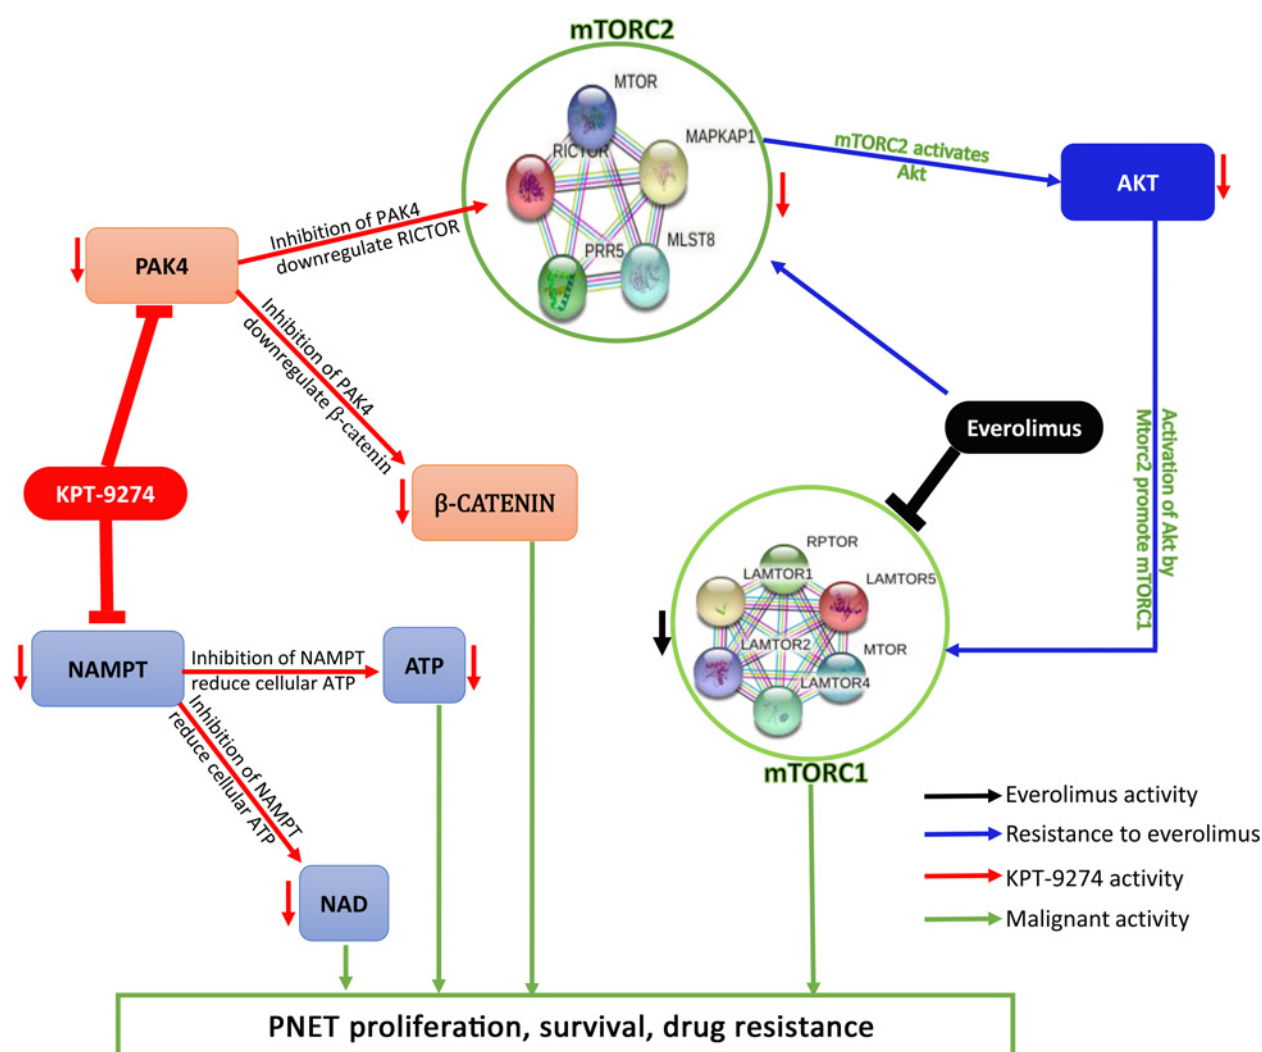 mTORC2
MTOR
MAPKAP1
RICTOR
PRR5
MLST8
mTORC2 activates
Akt
AKT
Inhibition of PAK4
downregulate RICTOR
PAK4
Inhibition of PAK4
downregulate β-catenin
KPT-9274
β-CATENIN
Everolimus
Activation of Akt by
Mtorc2 promote mTORC1
RPTOR
LAMTOR1
LAMTOR5
LAMTOR2
MTOR
LAMTOR4
mTORC1
NAMPT
Inhibition of NAMPT
reduce cellular ATP
ATP
Inhibition of NAMPT
reduce cellular ATP
NAD
Everolimus activity
Resistance to everolimus
KPT-9274 activity
Malignant activity
PNET proliferation, survival, drug resistance